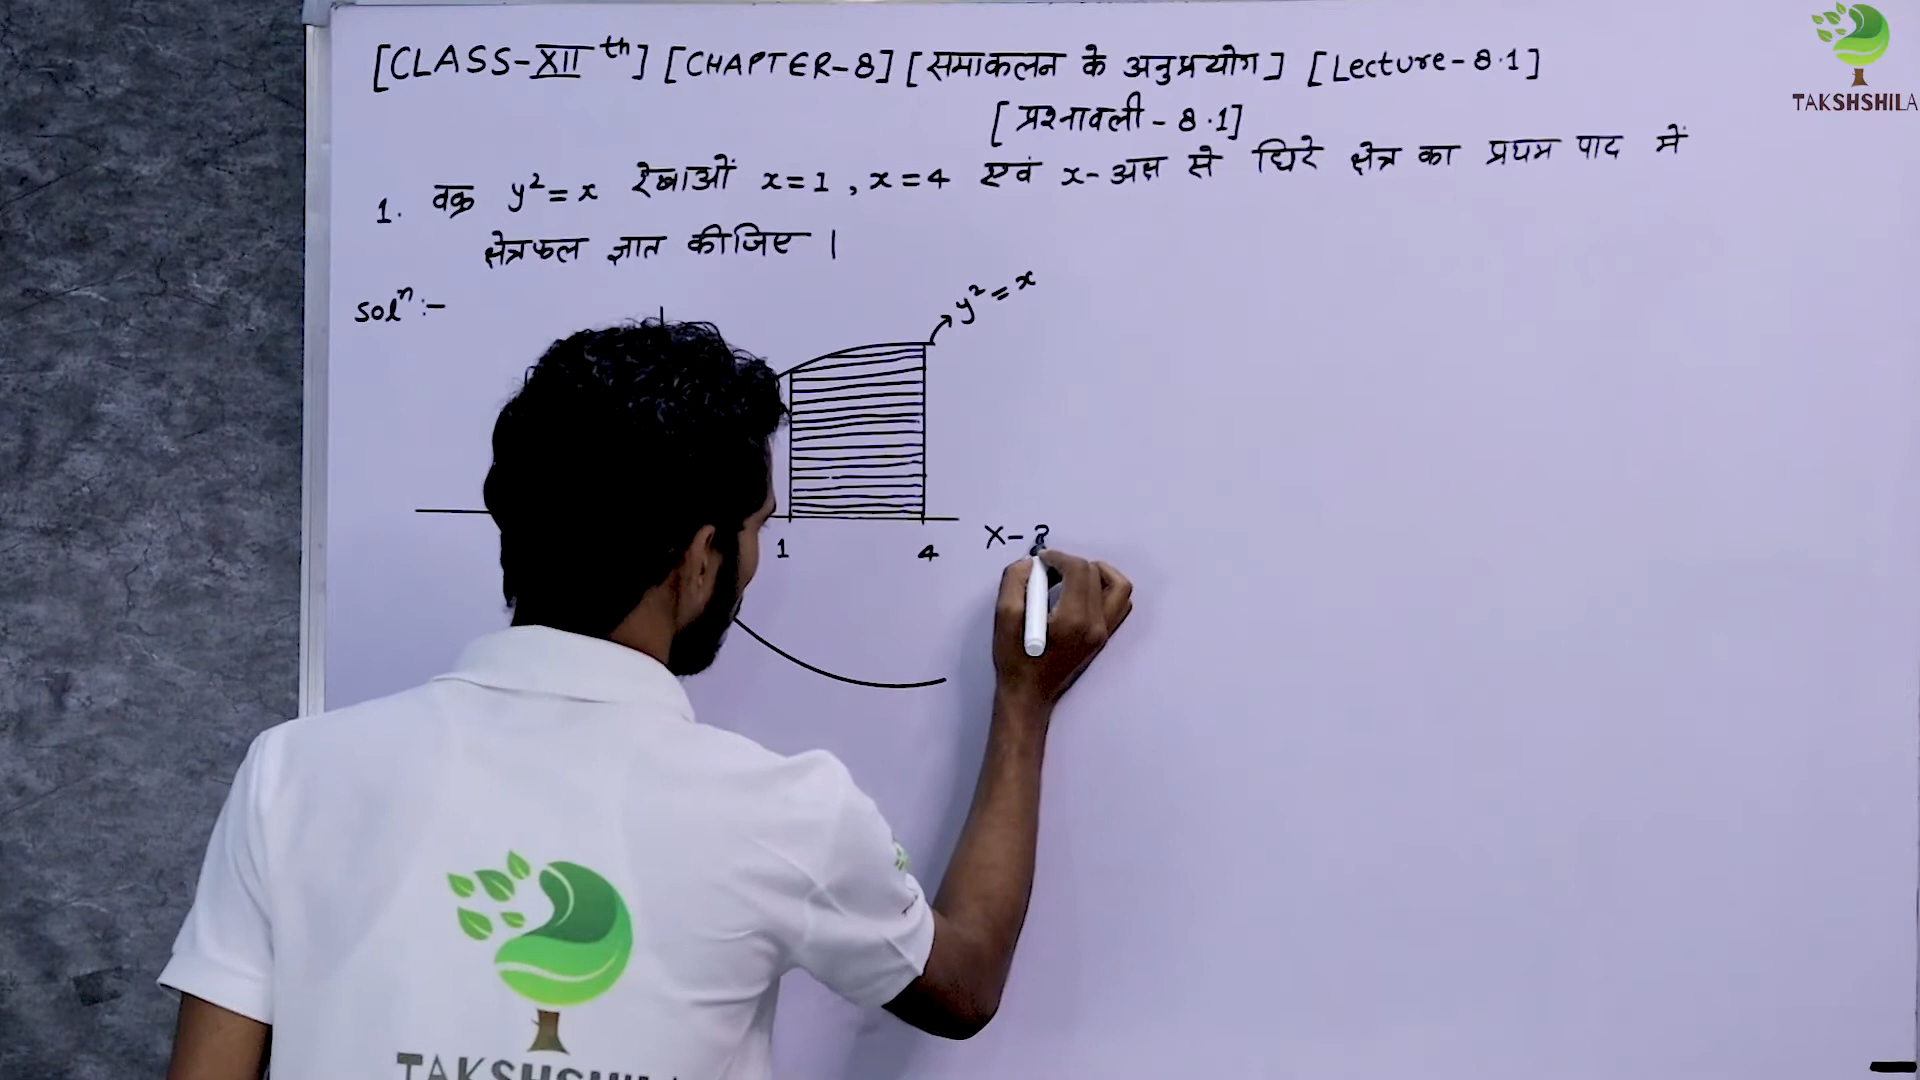 [CLASS-XII th] [CHAPTER-8] [समाकलन के अनुप्रयोग] [Lecture-8.1]
[प्रश्नावली-8.1]
1. वक्र y²=x रेखाओं x=1, x=4 एवं x-अक्ष से घिरे क्षेत्र का प्रथम पाद में
क्षेत्रफल ज्ञात कीजिए।
Solⁿ:-
y²=x
1
4
X-
TAKSHSHILA
TAKSHSHILA